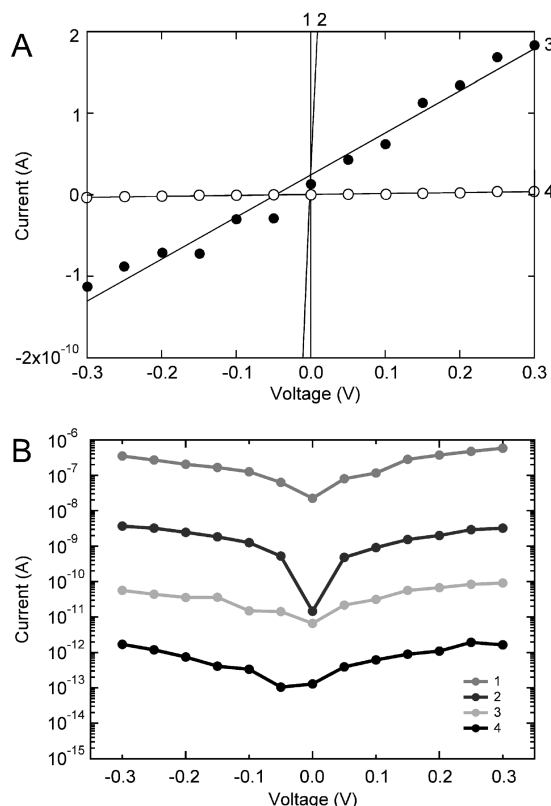 A
1 2
2
1
0
-1
-2x10⁻¹⁰
Current (A)
3
4
-0.3 -0.2 -0.1 0.0 0.1 0.2 0.3
Voltage (V)
B
10⁻⁶
10⁻⁷
10⁻⁸
10⁻⁹
10⁻¹⁰
10⁻¹¹
10⁻¹²
10⁻¹³
10⁻¹⁴
10⁻¹⁵
Current (A)
1
2
3
4
-0.3 -0.2 -0.1 0.0 0.1 0.2 0.3
Voltage (V)